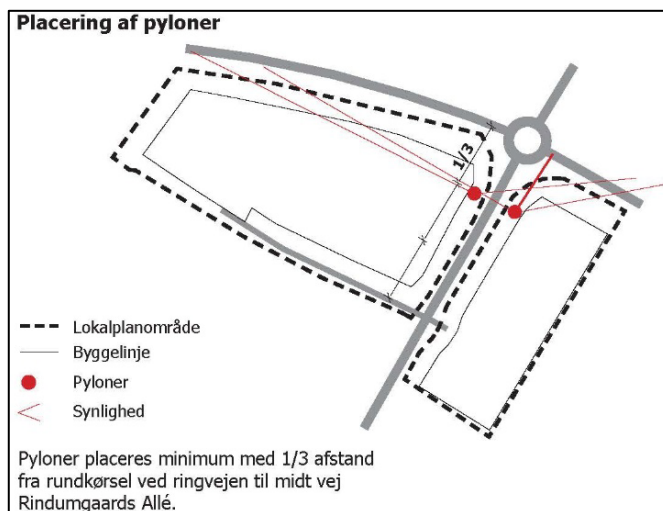 Placering af pyloner
1/3
Lokalplanområde
Byggelinje
Pyloner
Synlighed
Pyloner placeres minimum med 1/3 afstand
fra rundkørsel ved ringvejen til midt vej
Rindumgaards Allé.